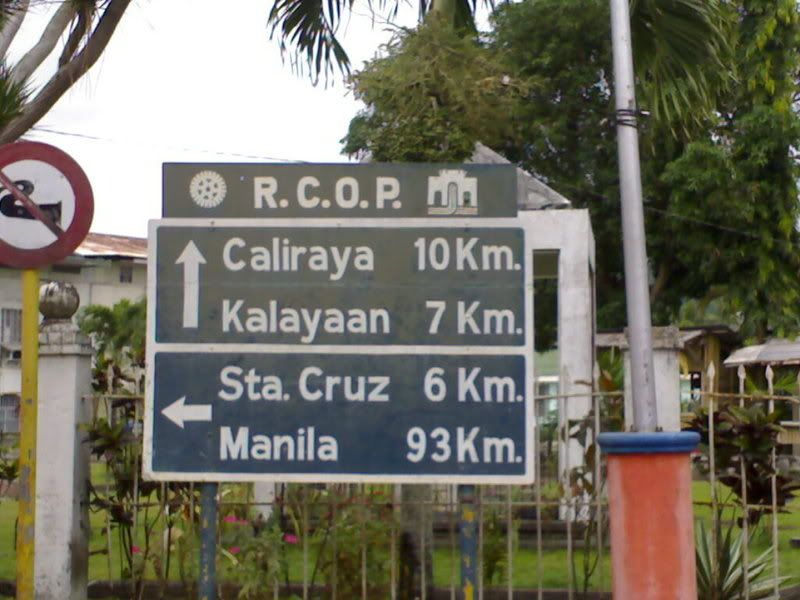 R.C.O.P.
Caliraya 10 Km.
Kalayaan 7 Km.
Sta. Cruz 6 Km.
Manila 93 Km.